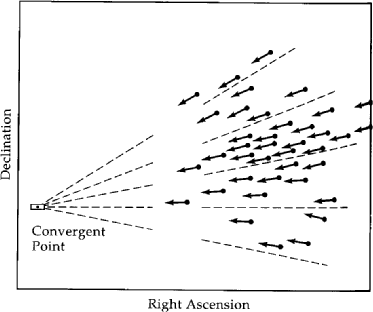 Declination
Convergent
Point
Right Ascension